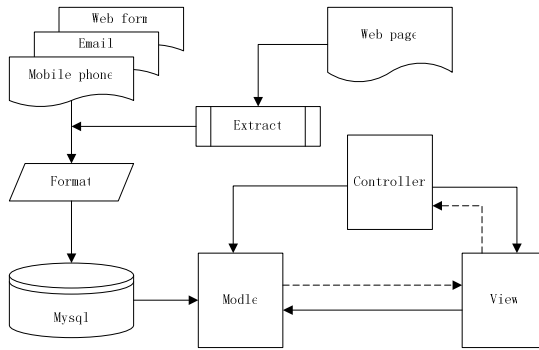 Web form
Email
Mobile phone
Web page
Extract
Format
Controller
Mysql
Modle
View